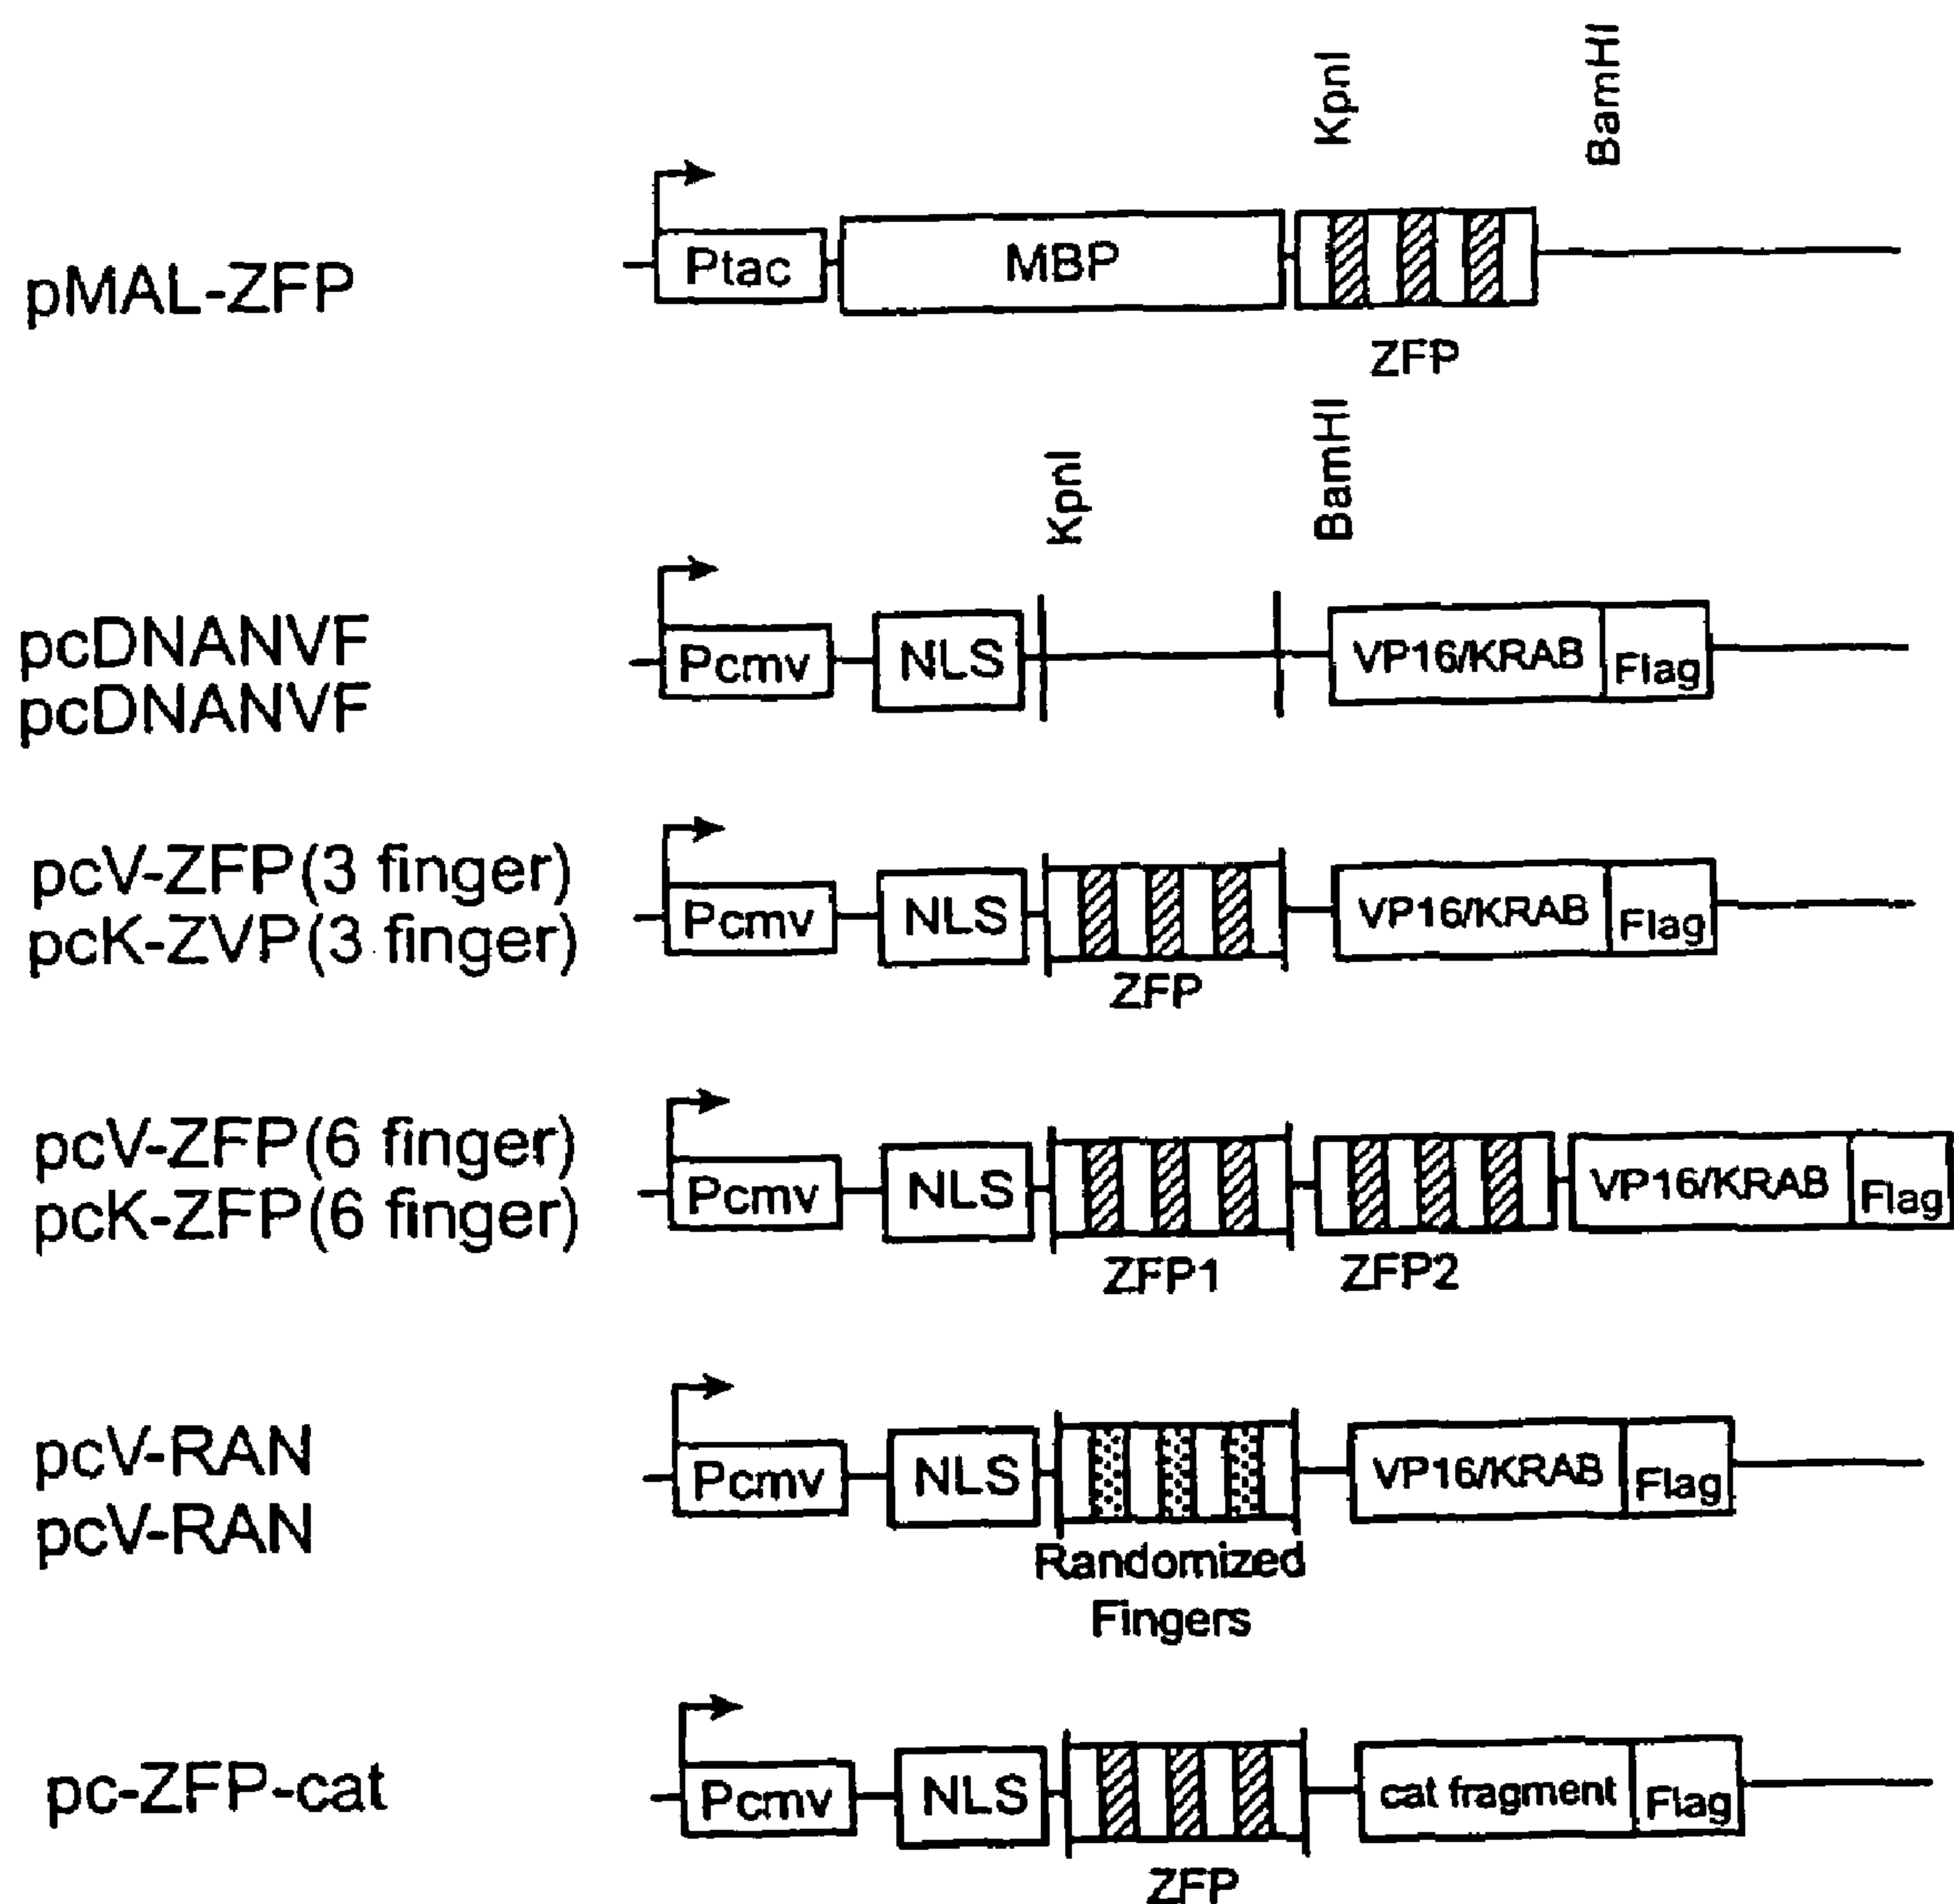 KpnI
BamHI
pMAL-ZFP
Ptac
MBP
ZFP
KpnI
BamHI
pcDNANVF
pcDNANVF
Pcmv
NLS
VP16/KRAB
Flag
pcV-ZFP(3 finger)
pcK-ZVP(3 finger)
Pcmv
NLS
VP16/KRAB
Flag
ZFP
pcV-ZFP(6 finger)
pcK-ZFP(6 finger)
Pcmv
NLS
VP16/KRAB
Flag
ZFP1
ZFP2
pcV-RAN
pcV-RAN
Pcmv
NLS
VP16/KRAB
Flag
Randomized
Fingers
pc-ZFP-cat
Pcmv
NLS
cat fragment
Flag
ZFP